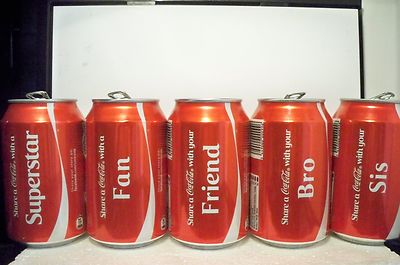 Share a Coca-Cola with a
Superstar
Share a Coca-Cola with a
Fan
Share a Coca-Cola with your
Friend
Share a Coca-Cola with your
Bro
Share a Coca-Cola with your
Sis